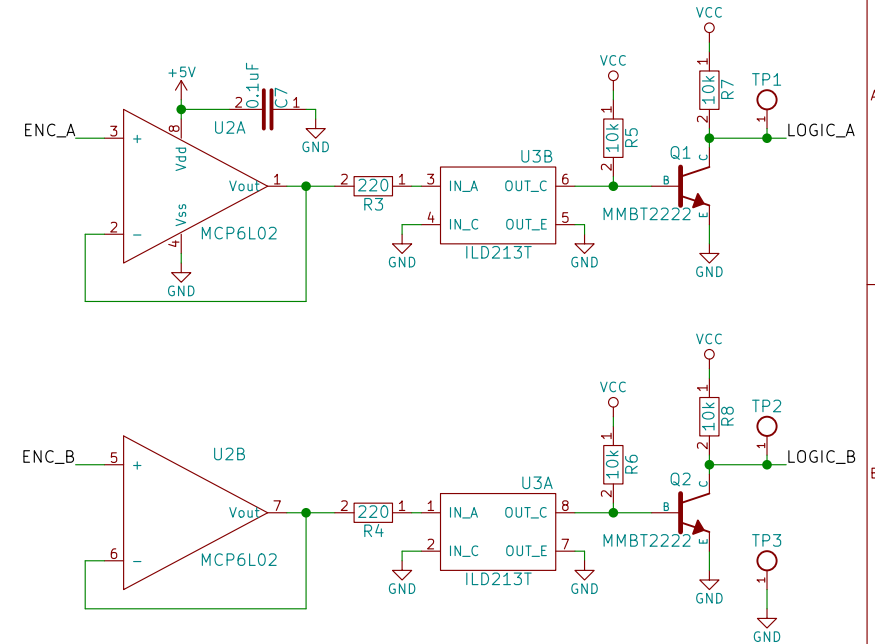 VCC
VCC
+5V
0.1uF
C7
2
1
GND
1
10k
R7
2
TP1
1
A
ENC_A
3
+
8
Vdd
U2A
1
10k
R5
2
LOGIC_A
Q1
C
Vout
1
2
220
1
R3
U3B
3
IN_A
OUT_C
6
4
IN_C
OUT_E
5
ILD213T
B
E
MMBT2222
2
-
Vss
4
MCP6L02
GND
GND
GND
GND
VCC
VCC
1
10k
R8
2
TP2
1
ENC_B
5
+
U2B
1
10k
R6
2
LOGIC_B
B
Q2
C
Vout
7
2
220
1
R4
U3A
1
IN_A
OUT_C
8
2
IN_C
OUT_E
7
ILD213T
B
E
MMBT2222
6
-
MCP6L02
GND
GND
GND
TP3
1
GND